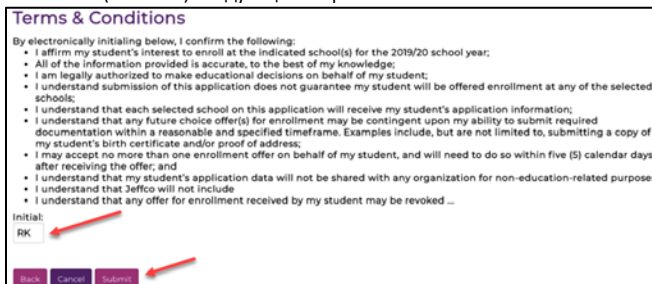 Terms & Conditions
By electronically initialing below, I confirm the following:
• I affirm my student's interest to enroll at the indicated school(s) for the 2019/20 school year;
• All of the information provided is accurate, to the best of my knowledge;
• I am legally authorized to make educational decisions on behalf of my student;
• I understand submission of this application does not guarantee my student will be offered enrollment at any of the selected
schools;
• I understand that each selected school on this application will receive my student's application information;
• I understand that any future choice offer(s) for enrollment may be contingent upon my ability to submit required
documentation within a reasonable and specified timeframe. Examples include, but are not limited to, submitting a copy of
my student's birth certificate and/or proof of address;
• I may accept no more than one enrollment offer on behalf of my student, and will need to do so within five (5) calendar days
after receiving the offer; and
• I understand that my student's application data will not be shared with any organization for non-education-related purpose
• I understand that Jeffco will not include
• I understand that any offer for enrollment received by my student may be revoked ...
Initial:
RK
Back Cancel Submit